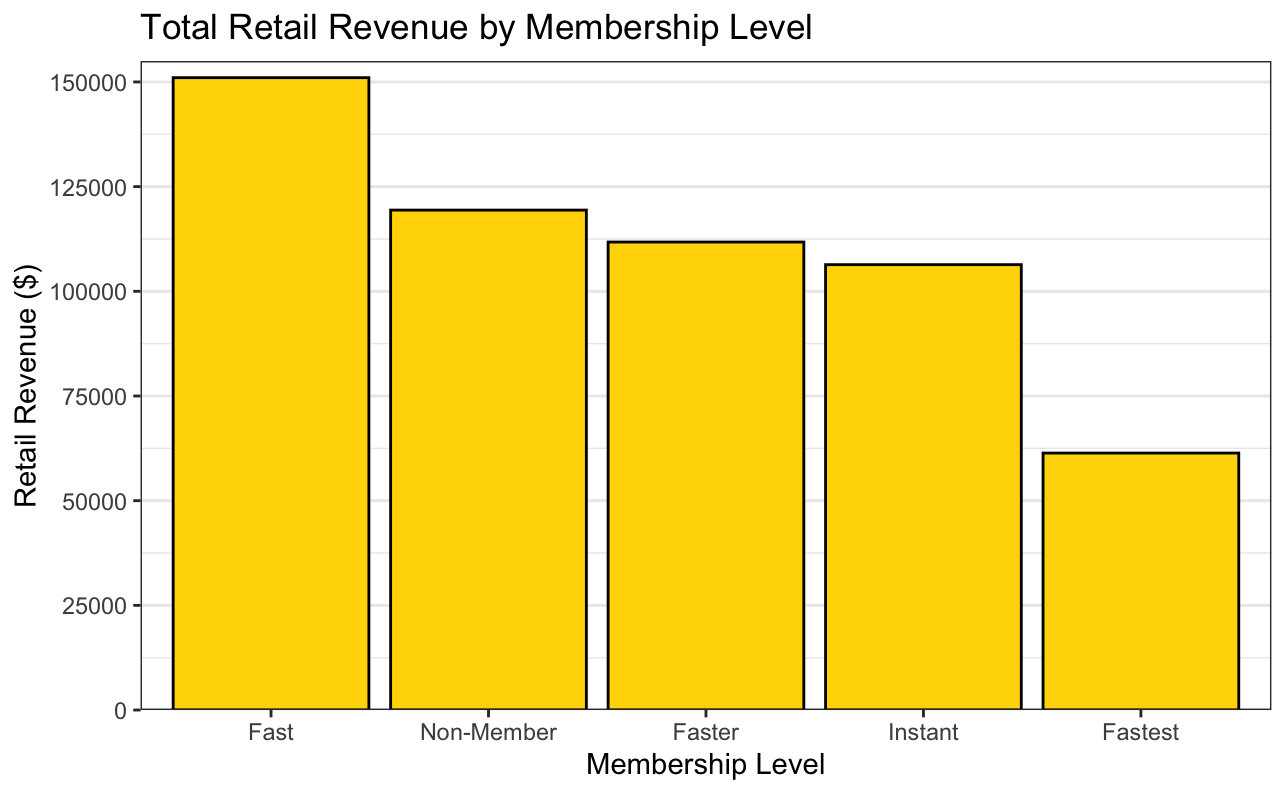 Total Retail Revenue by Membership Level
Retail Revenue ($)
150000
125000
100000
75000
50000
25000
0
Fast Non-Member Faster Instant Fastest
Membership Level